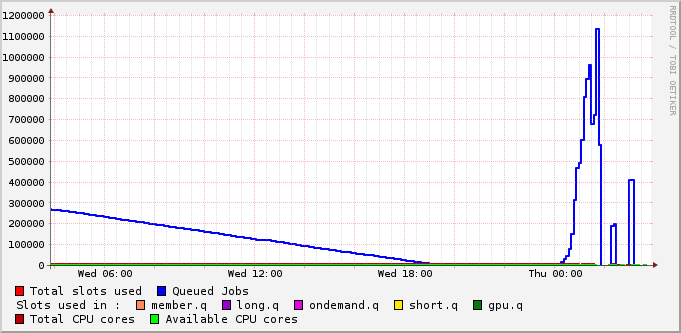 1200000
1100000
1000000
900000
800000
700000
600000
500000
400000
300000
200000
100000
0
Wed 06:00 Wed 12:00 Wed 18:00 Thu 00:00
RRDTOOL / TOBI OETIKER
Total slots used Queued Jobs
Slots used in : member.q long.q ondemand.q short.q gpu.q
Total CPU cores Available CPU cores